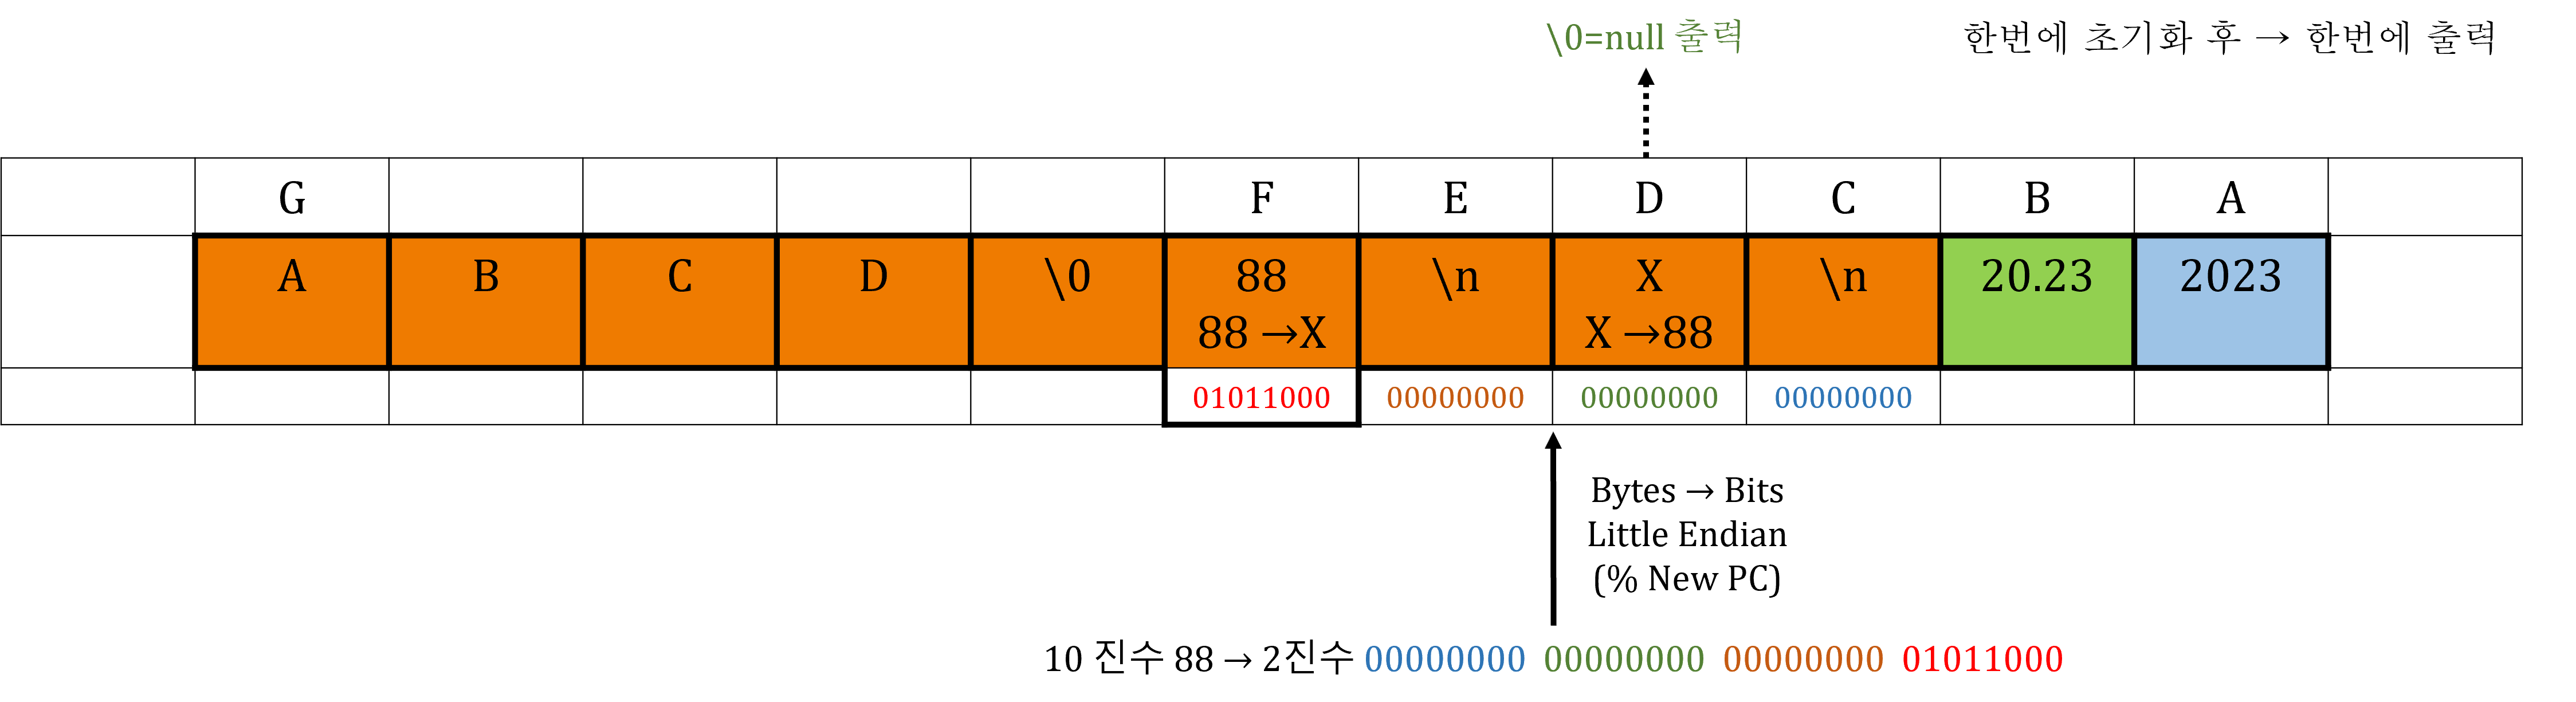 \0=null 출력
한번에 초기화 후 → 한번에 출력
G F E D C B A
A B C D \0 88 \n X \n 20.23 2023
88 →X X →88
01011000 00000000 00000000 00000000
Bytes → Bits
Little Endian
(% New PC)
10 진수 88 → 2진수 00000000 00000000 00000000 01011000